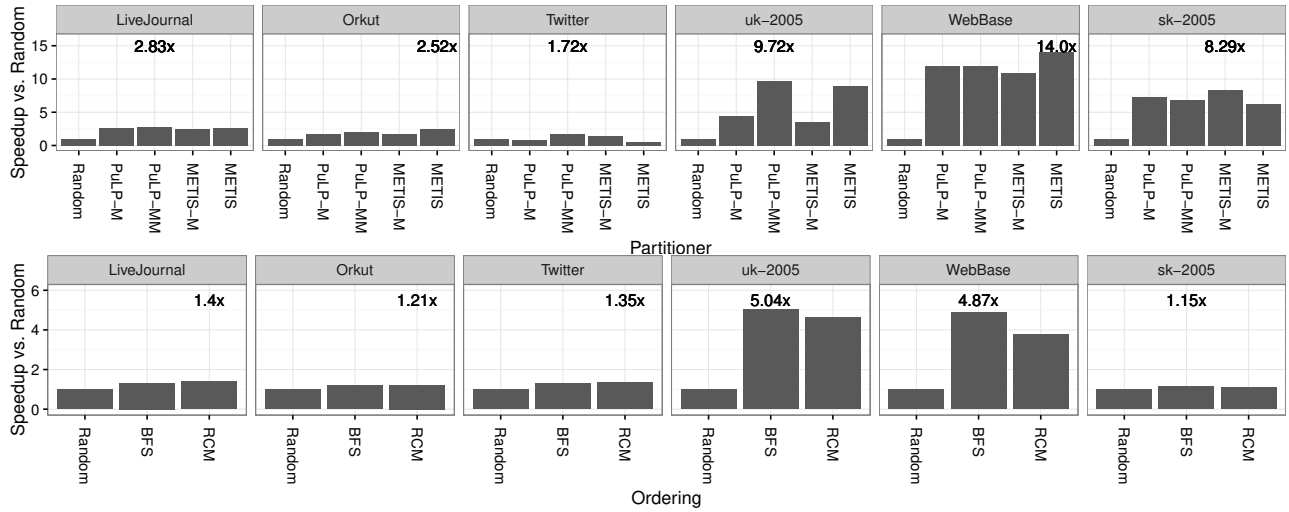 LiveJournal Orkut Twitter uk−2005 WebBase sk−2005
2.83x 2.52x 1.72x 9.72x 14.0x 8.29x
Speedup vs. Random
15
10
5
0
Random PuLP−M PuLP−MM METIS−M METIS Random PuLP−M PuLP−MM METIS−M METIS Random PuLP−M PuLP−MM METIS−M METIS Random PuLP−M PuLP−MM METIS−M METIS Random PuLP−M PuLP−MM METIS−M METIS Random PuLP−M PuLP−MM METIS−M METIS
Partitioner
LiveJournal Orkut Twitter uk−2005 WebBase sk−2005
1.4x 1.21x 1.35x 5.04x 4.87x 1.15x
Speedup vs. Random
6
4
2
0
Random BFS RCM Random BFS RCM Random BFS RCM Random BFS RCM Random BFS RCM Random BFS RCM
Ordering